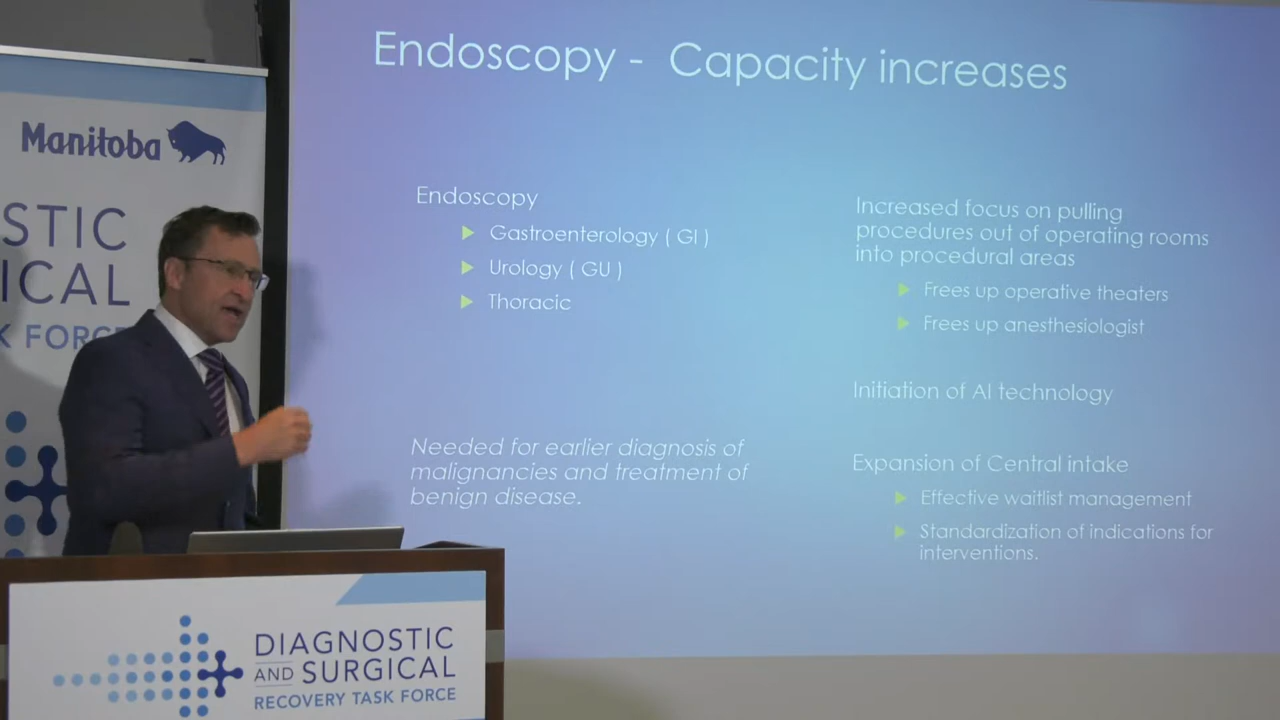 Endoscopy - Capacity increases
Manitoba
STIC
ICAL
K FORCE
Endoscopy
Gastroenterology ( GI )
Urology ( GU )
Thoracic
Needed for earlier diagnosis of
malignancies and treatment of
benign disease.
Increased focus on pulling
procedures out of operating rooms
into procedural areas
Frees up operative theaters
Frees up anesthesiologist
Initiation of AI technology
Expansion of Central intake
Effective waitlist management
Standardization of indications for
interventions.
DIAGNOSTIC
AND SURGICAL
RECOVERY TASK FORCE